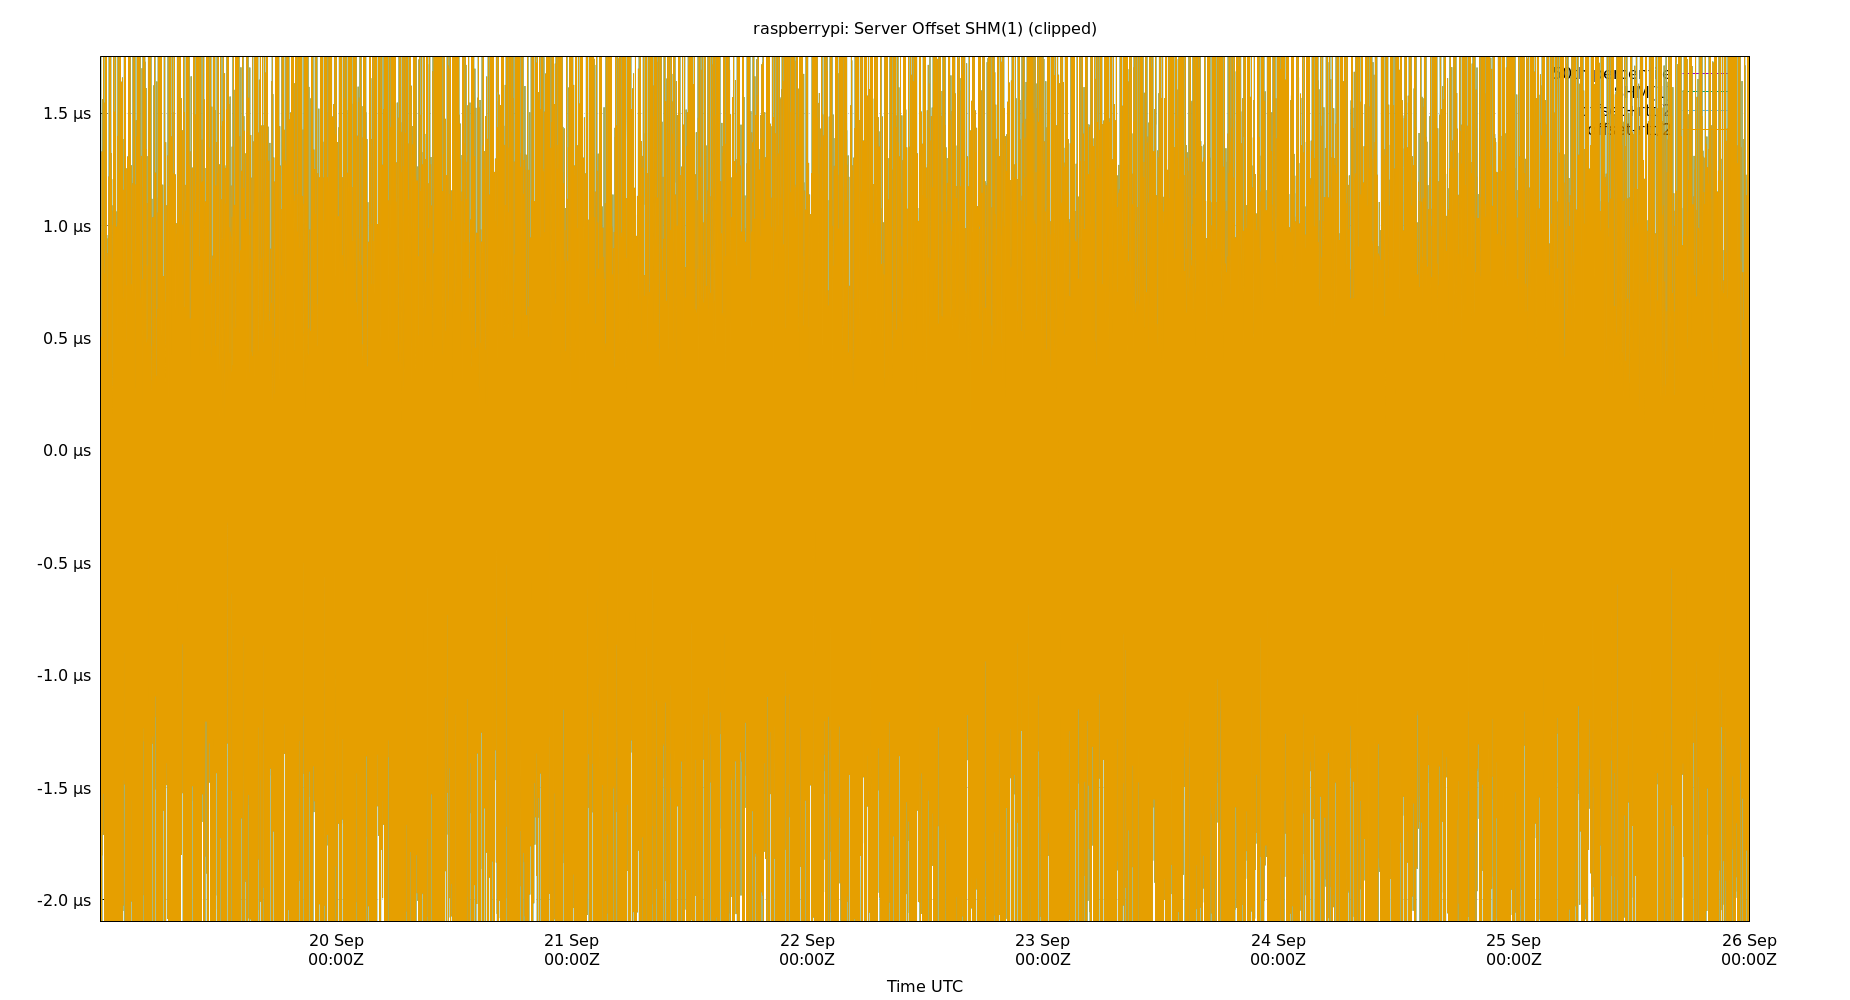 raspberrypi: Server Offset SHM(1) (clipped)
50th percentile
1.5 µs
1.0 µs
0.5 µs
0.0 µs
-0.5 µs
-1.0 µs
-1.5 µs
-2.0 µs
20 Sep 21 Sep 22 Sep 23 Sep 24 Sep 25 Sep 26 Sep
00:00Z 00:00Z 00:00Z 00:00Z 00:00Z 00:00Z 00:00Z
Time UTC